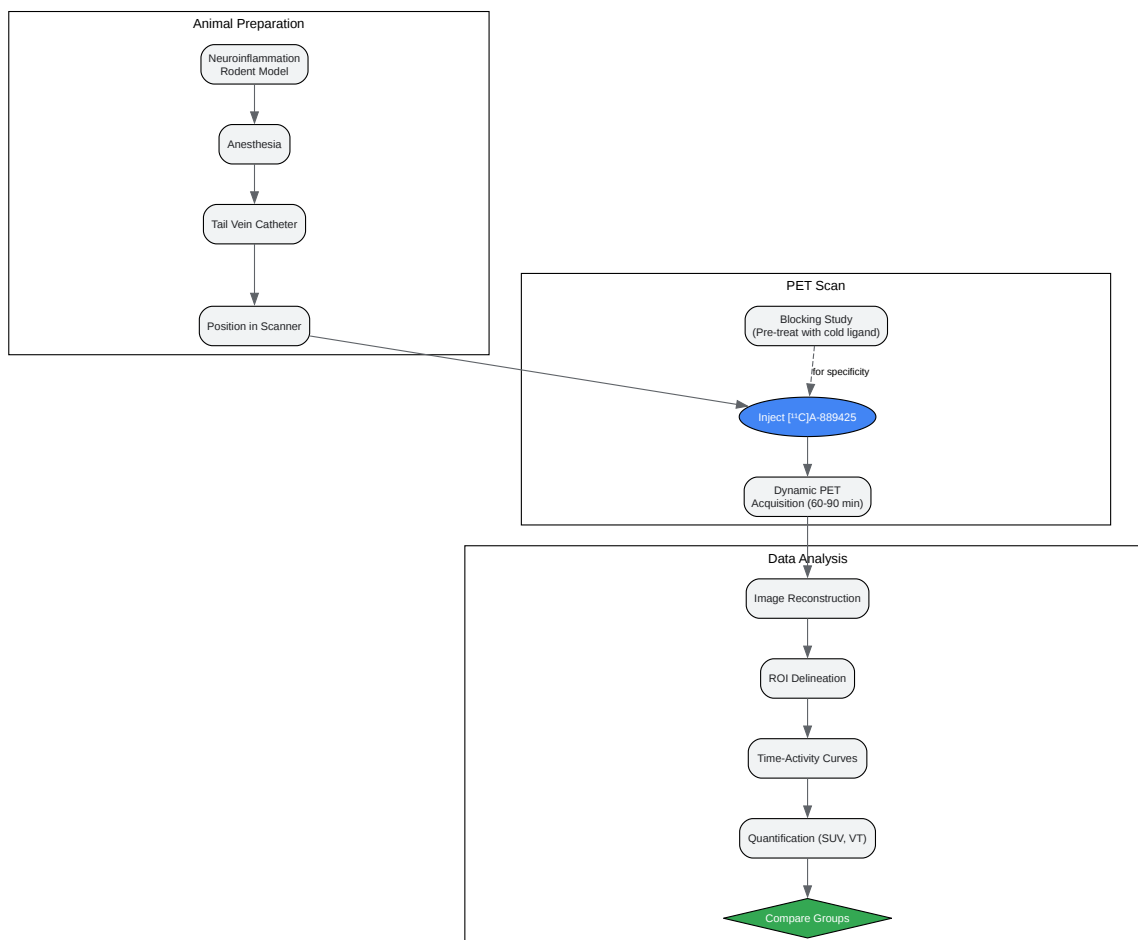 Animal Preparation
Neuroinflammation
Rodent Model
Anesthesia
Tail Vein Catheter
Position in Scanner
PET Scan
Blocking Study
(Pre-treat with cold ligand)
for specificity
Inject [¹¹C]A-889425
Dynamic PET
Acquisition (60-90 min)
Data Analysis
Image Reconstruction
ROI Delineation
Time-Activity Curves
Quantification (SUV, VT)
Compare Groups